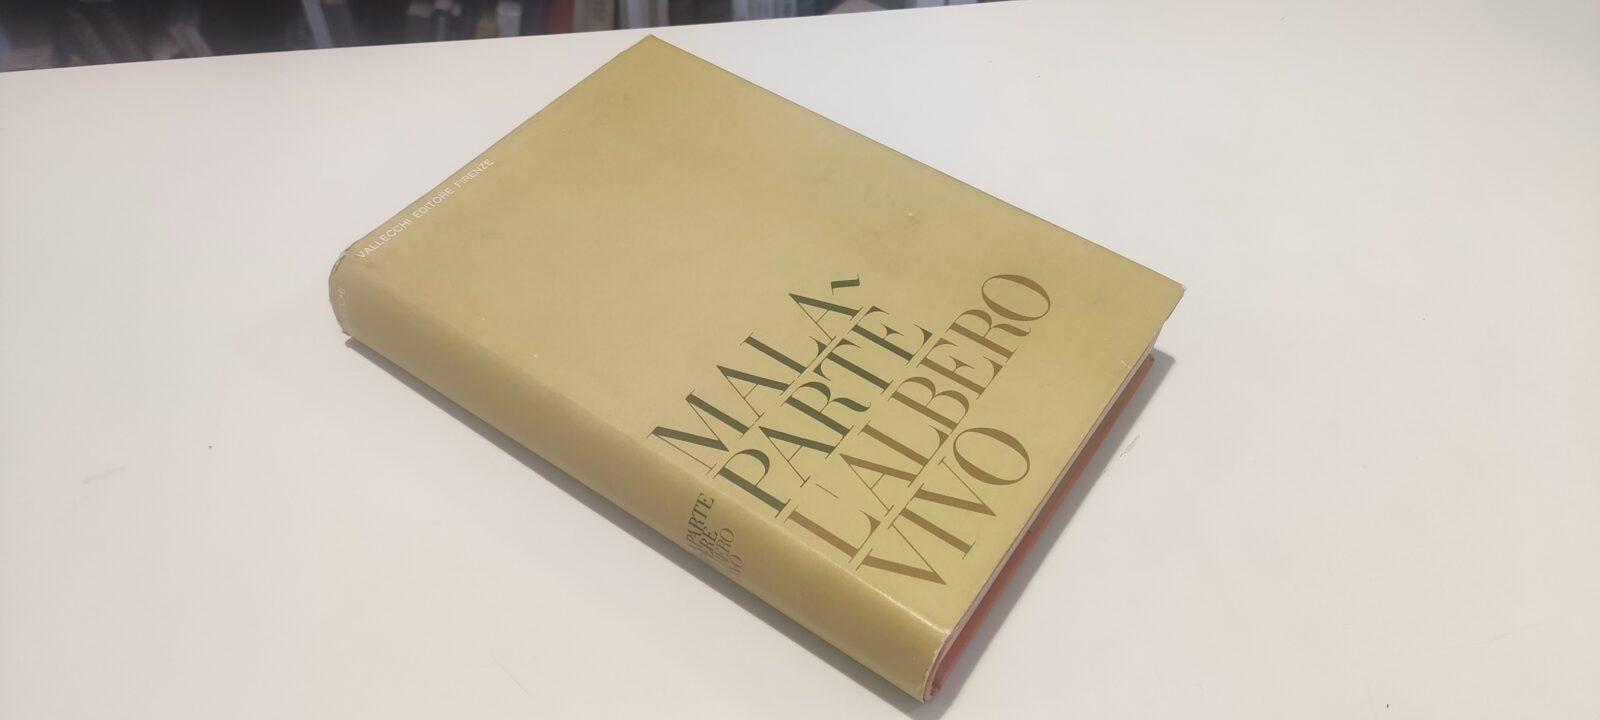 VALLECCHI EDITORE FIRENZE
MALA-
PARTE
L'ALBERO
VIVO